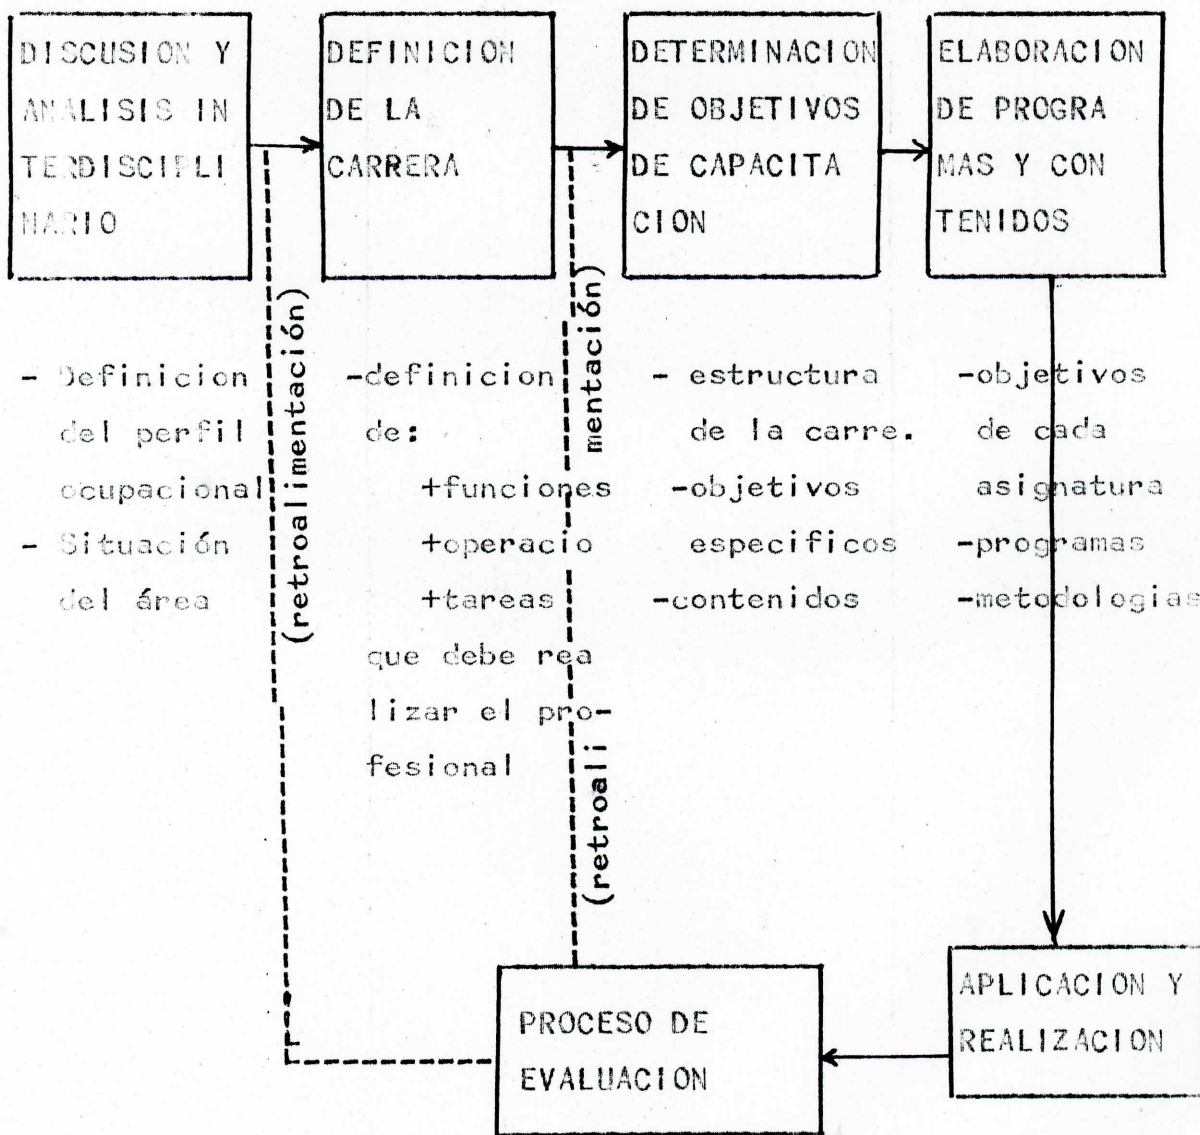 DISCUSION Y
ANALISIS IN
TERDISCIPLI
NARIO
DEFINICION
DE LA
CARRERA
DETERMINACION
DE OBJETIVOS
DE CAPACITA
CION
ELABORACION
DE PROGRA
MAS Y CON
TENIDOS
- Definicion
del perfil
ocupacional
- Situación
del área
(retroalimentación)
-definicion
de:
+funciones
+operacio
+tareas
que debe rea
lizar el pro-
fesional
(retroali mentación)
- estructura
de la carre.
-objetivos
especificos
-contenidos
-objetivos
de cada
asignatura
-programas
-metodologias
APLICACION Y
REALIZACION
PROCESO DE
EVALUACION